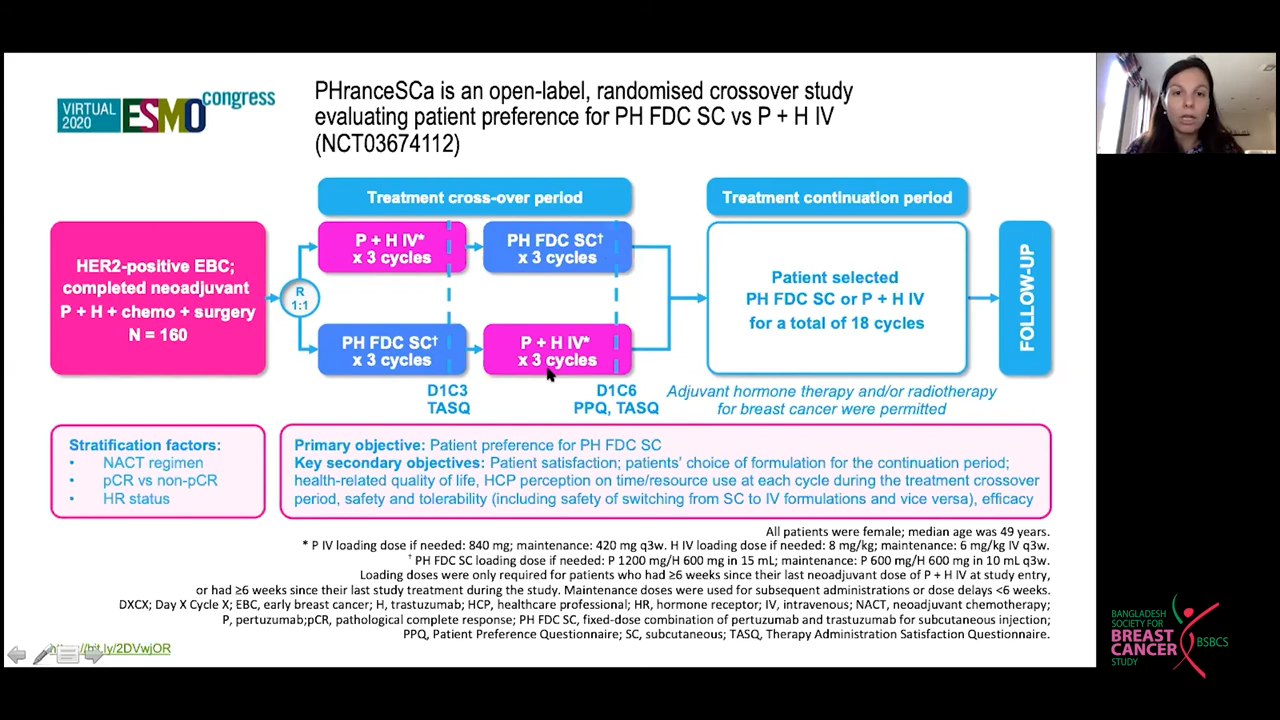 VIRTUAL
2020
ESMO
congress
PHranceSCa is an open-label, randomised crossover study
evaluating patient preference for PH FDC SC vs P + H IV
(NCT03674112)
Treatment cross-over period
Treatment continuation period
HER2-positive EBC;
completed neoadjuvant
P + H + chemo + surgery
N = 160
R
1:1
P + H IV*
x 3 cycles
PH FDC SC†
x 3 cycles
PH FDC SC†
x 3 cycles
P + H IV*
x 3 cycles
Patient selected
PH FDC SC or P + H IV
for a total of 18 cycles
FOLLOW-UP
D1C3
TASQ
D1C6
PPQ, TASQ
Adjuvant hormone therapy and/or radiotherapy
for breast cancer were permitted
Stratification factors:
• NACT regimen
• pCR vs non-pCR
• HR status
Primary objective: Patient preference for PH FDC SC
Key secondary objectives: Patient satisfaction; patients' choice of formulation for the continuation period;
health-related quality of life, HCP perception on time/resource use at each cycle during the treatment crossover
period, safety and tolerability (including safety of switching from SC to IV formulations and vice versa), efficacy
All patients were female; median age was 49 years.
* P IV loading dose if needed: 840 mg; maintenance: 420 mg q3w. H IV loading dose if needed: 8 mg/kg; maintenance: 6 mg/kg IV q3w.
† PH FDC SC loading dose if needed: P 1200 mg/H 600 mg in 15 mL; maintenance: P 600 mg/H 600 mg in 10 mL q3w.
Loading doses were only required for patients who had ≥6 weeks since their last neoadjuvant dose of P + H IV at study entry,
or had ≥6 weeks since their last study treatment during the study. Maintenance doses were used for subsequent administrations or dose delays <6 weeks.
DXCX; Day X Cycle X; EBC, early breast cancer; H, trastuzumab; HCP, healthcare professional; HR, hormone receptor; IV, intravenous; NACT, neoadjuvant chemotherapy;
P, pertuzumab;pCR, pathological complete response; PH FDC SC, fixed-dose combination of pertuzumab and trastuzumab for subcutaneous injection;
PPQ, Patient Preference Questionnaire; SC, subcutaneous; TASQ, Therapy Administration Satisfaction Questionnaire.
ly/2DVwjOR
BANGLADESH
SOCIETY FOR
BREAST
CANCER
STUDY
BSBCS